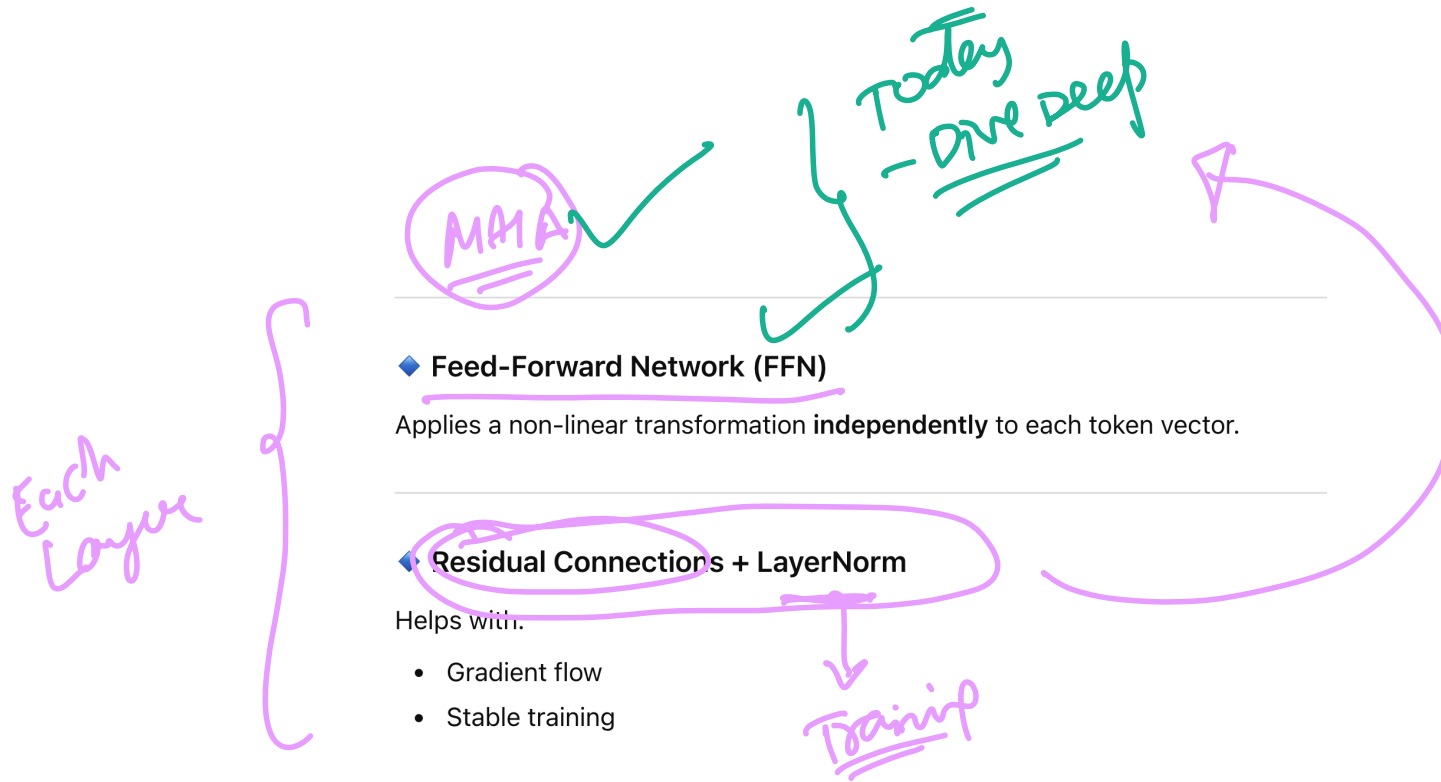 Today
- Dive Deep
MHA
Feed-Forward Network (FFN)
Applies a non-linear transformation independently to each token vector.
Each
Layer
Residual Connections + LayerNorm
Helps with:
• Gradient flow
• Stable training
Training